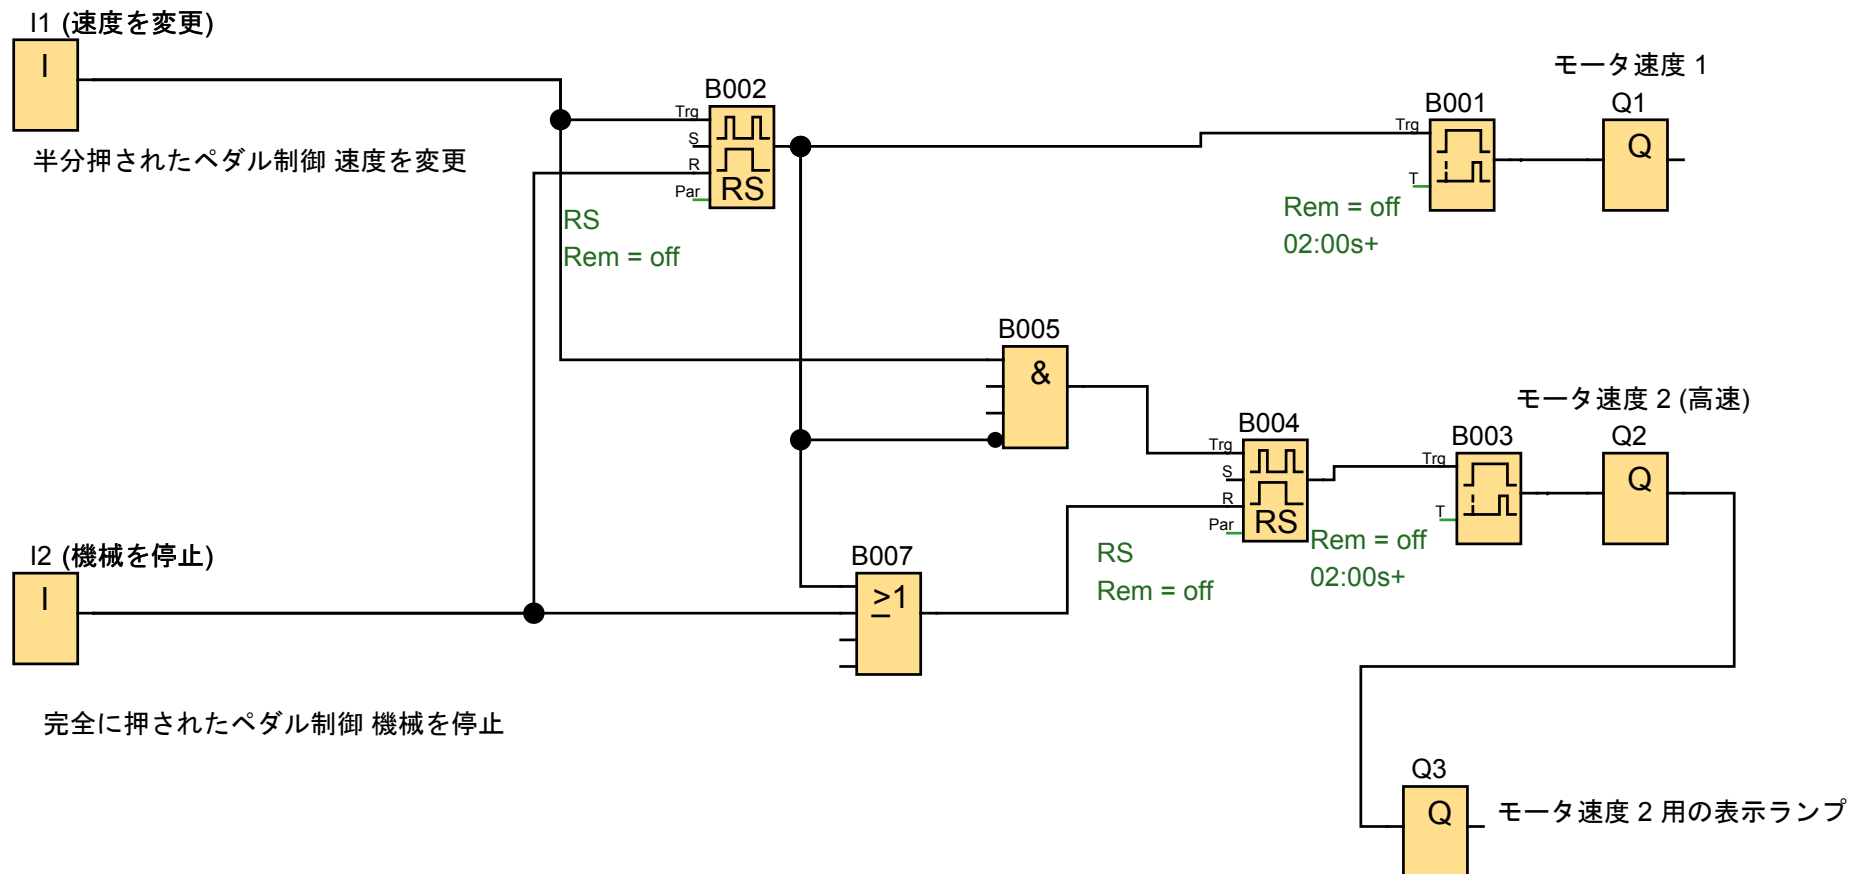 I1 (速度を変更)
I
半分押されたペダル制御 速度を変更
B002
Trg
S
R
Par
RS
RS
Rem = off
モータ速度 1
B001
Trg
T
Rem = off
02:00s+
Q1
Q
B005
&
B004
Trg
S
R
Par
RS
RS
Rem = off
モータ速度 2 (高速)
B003
Trg
T
Rem = off
02:00s+
Q2
Q
I2 (機械を停止)
I
B007
≥1
完全に押されたペダル制御 機械を停止
Q3
Q
モータ速度 2 用の表示ランプ